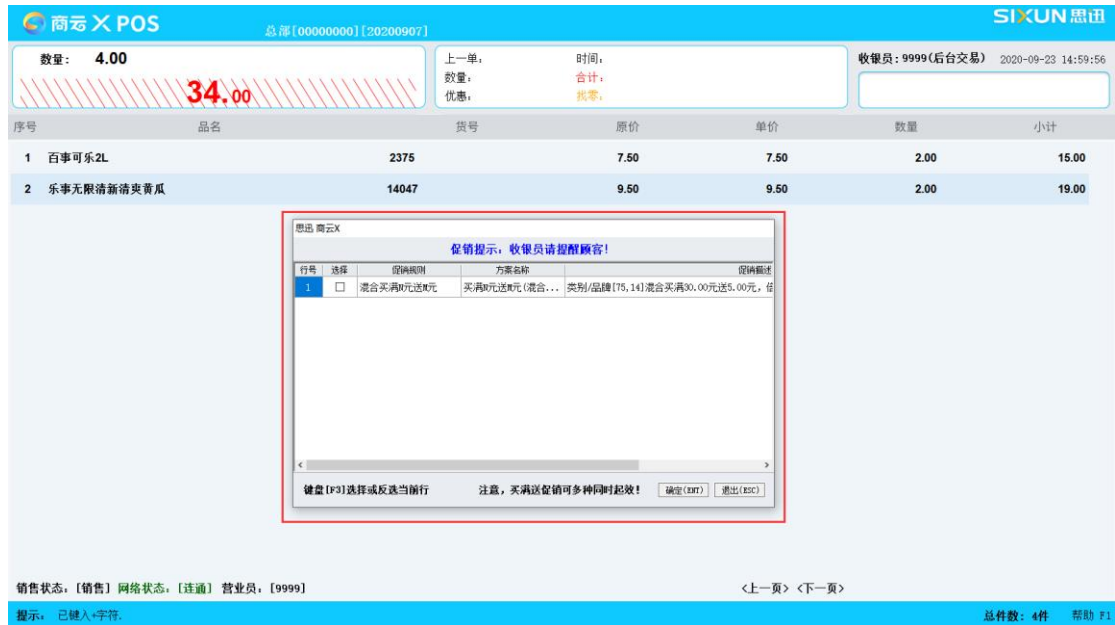 商云 X POS 总部[00000000][20200907] SIXUN思迅
数量: 4.00 上一单: 时间: 收银员:9999(后台交易) 2020-09-23 14:59:56
34.00 数量: 合计:
优惠: 找零:
序号 品名 货号 原价 单价 数量 小计
1 百事可乐2L 2375 7.50 7.50 2.00 15.00
2 乐事无限清新清爽黄瓜 14047 9.50 9.50 2.00 19.00
思迅 商云X
促销提示, 收银员请提醒顾客!
行号 选择 促销规则 方案名称 促销描述
1 混合买满N元送M元 买满N元送M元(混合... 类别/品牌[75,14]混合买满30.00元送5.00元,
键盘[F3]选择或反选当前行 注意, 买满送促销可多种同时起效! 确定(ENT) 退出(ESC)
销售状态: [销售] 网络状态: [连通] 营业员: [9999] <上一页> <下一页>
提示: 已键入+字符. 总件数: 4件 帮助 F1